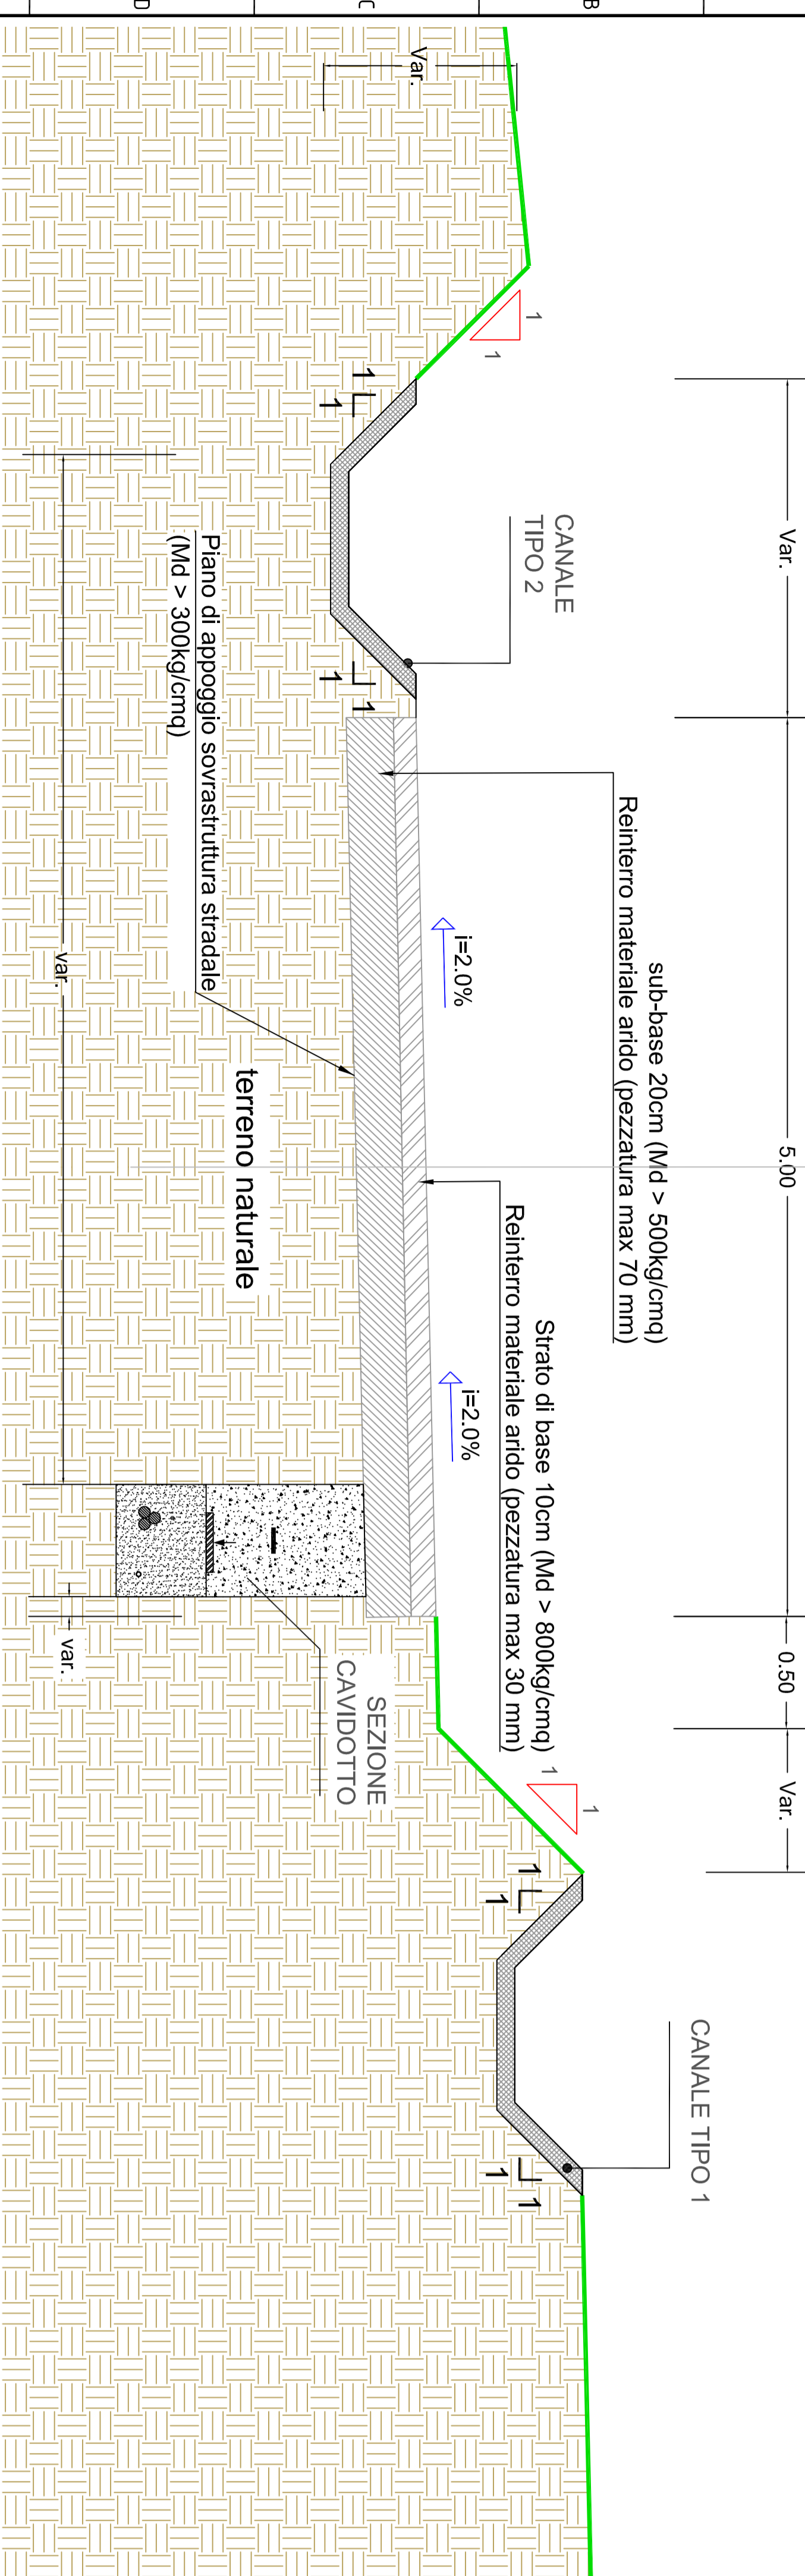 B
C
D
Var.
5.00
0.50
Var.
Var.
1
1
CANALE
TIPO 2
1
1
1
1
sub-base 20cm (Md > 500kg/cmq)
Reinterro materiale arido (pezzatura max 70 mm)
i=2.0%
Strato di base 10cm (Md > 800kg/cmq)
Reinterro materiale arido (pezzatura max 30 mm)
i=2.0%
1
1
CANALE TIPO 1
1
1
1
1
Piano di appoggio sovrastruttura stradale
(Md > 300kg/cmq)
terreno naturale
SEZIONE
CAVIDOTTO
var.
var.